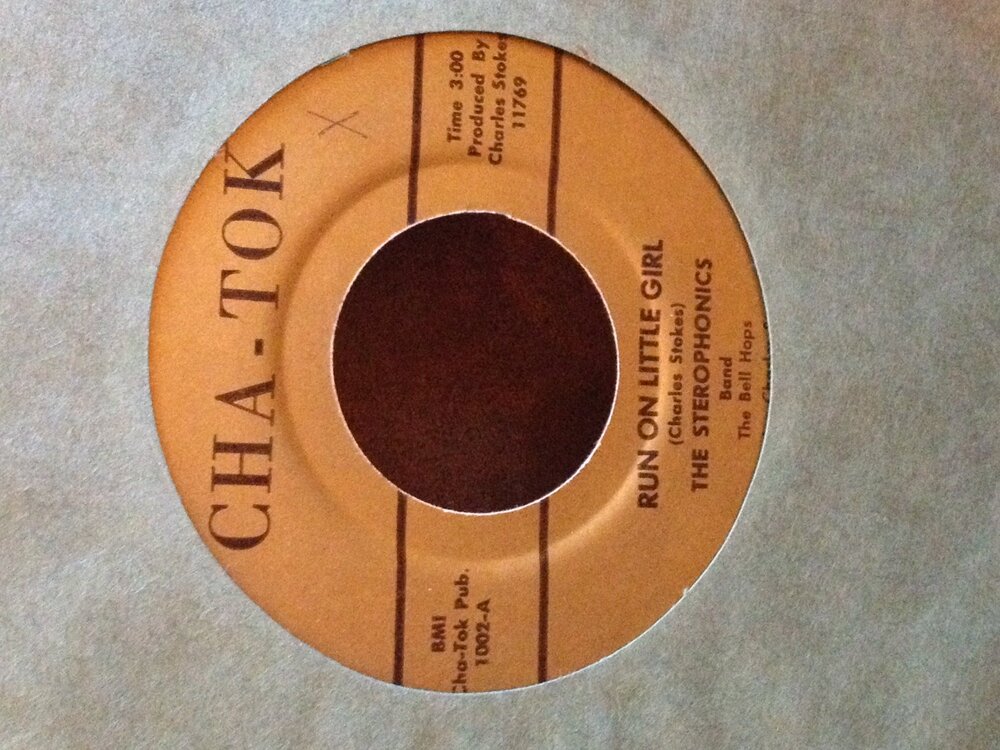 CHA-TOK
BMI
Cha-Tok Pub.
1002-A
Time 3:00
Produced By
Charles Stokes
11769
RUN ON LITTLE GIRL
(Charles Stokes)
THE STEROPHONICS
Band
The Bell Hops